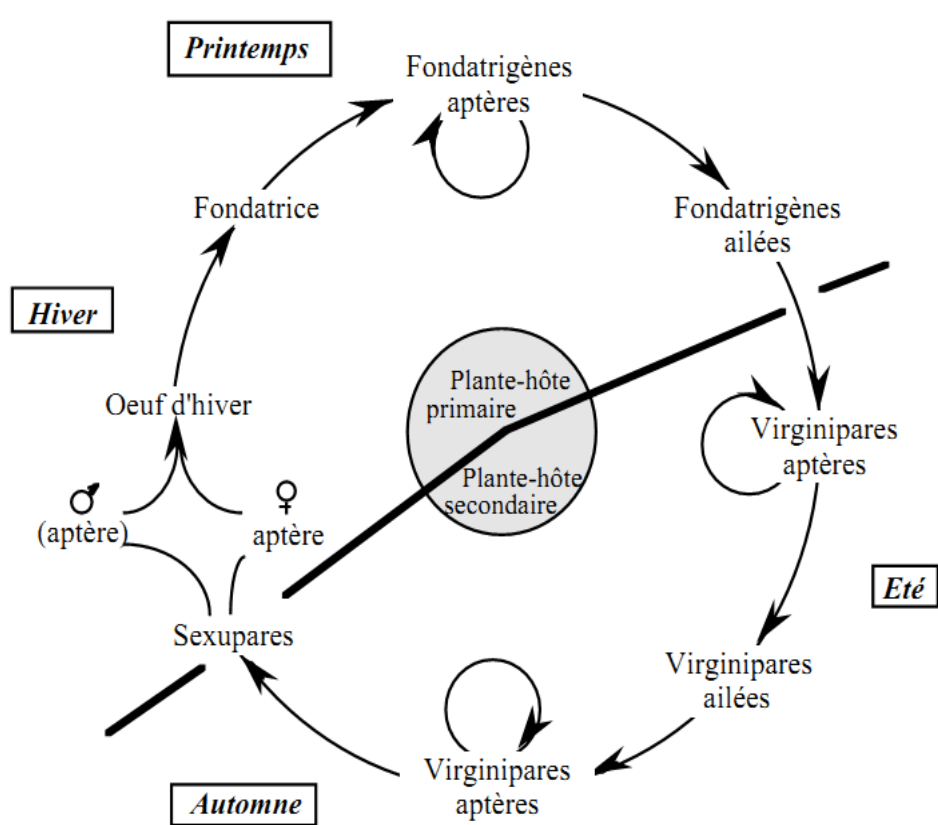 Printemps
Fondatrigènes
aptères
Fondatrice
Fondatrigènes
ailées
Hiver
Plante-hôte
primaire
Oeuf d'hiver
Virginipares
aptères
Plante-hôte
secondaire
♂
(aptère)
♀
aptère
Eté
Sexupares
Virginipares
ailées
Virginipares
aptères
Automne